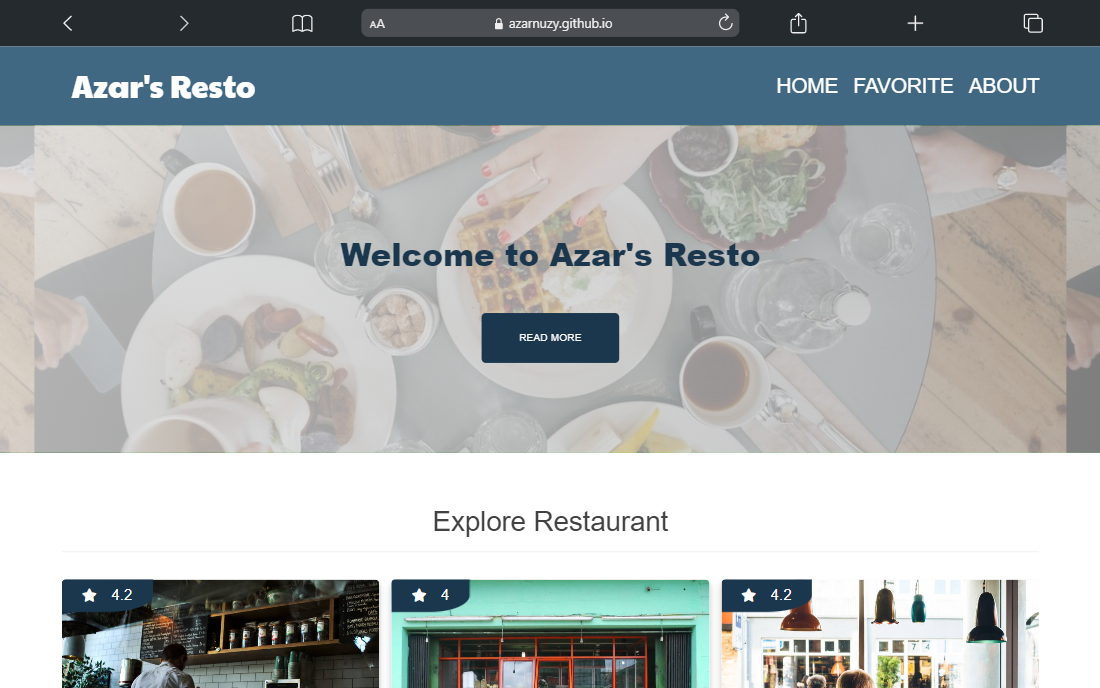 AA azarnuzy.github.io
Azar's Resto HOME FAVORITE ABOUT
Welcome to Azar's Resto
READ MORE
Explore Restaurant
4.2 4 4.2